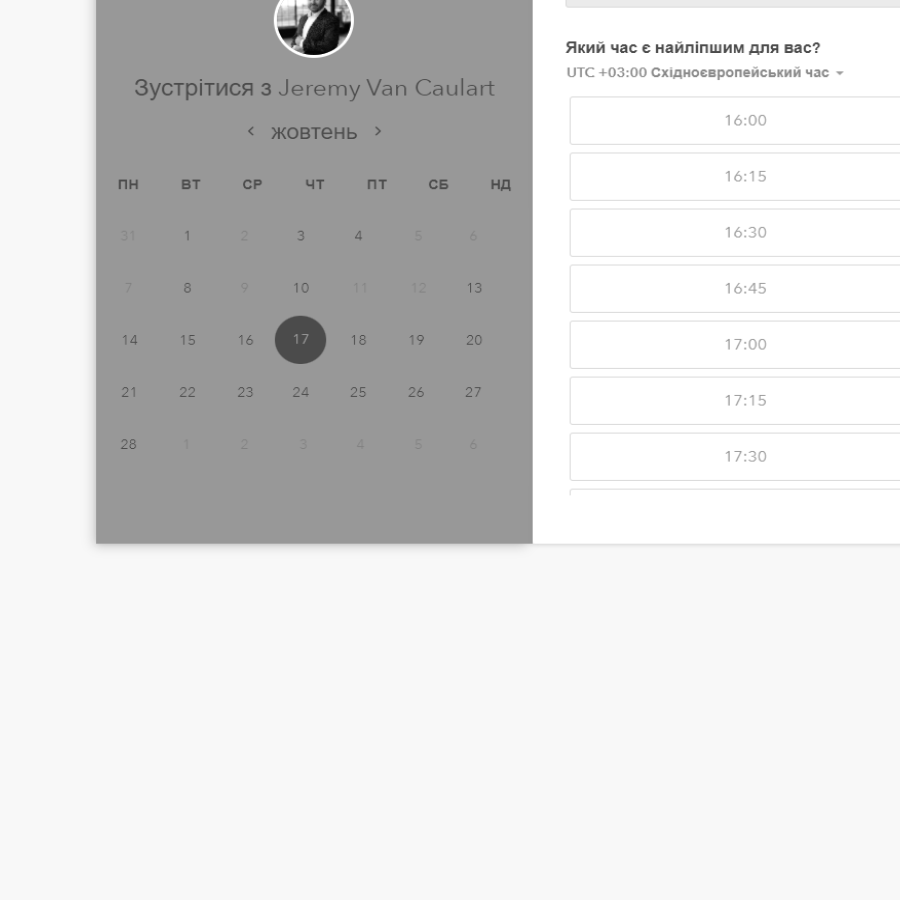 Зустрітися з Jeremy Van Caulart
< жовтень >
ПН ВТ СР ЧТ ПТ СБ НД
31 1 2 3 4 5 6
7 8 9 10 11 12 13
14 15 16 17 18 19 20
21 22 23 24 25 26 27
28 1 2 3 4 5 6
Який час є найліпшим для вас?
UTC +03:00 Східноєвропейський час
16:00
16:15
16:30
16:45
17:00
17:15
17:30